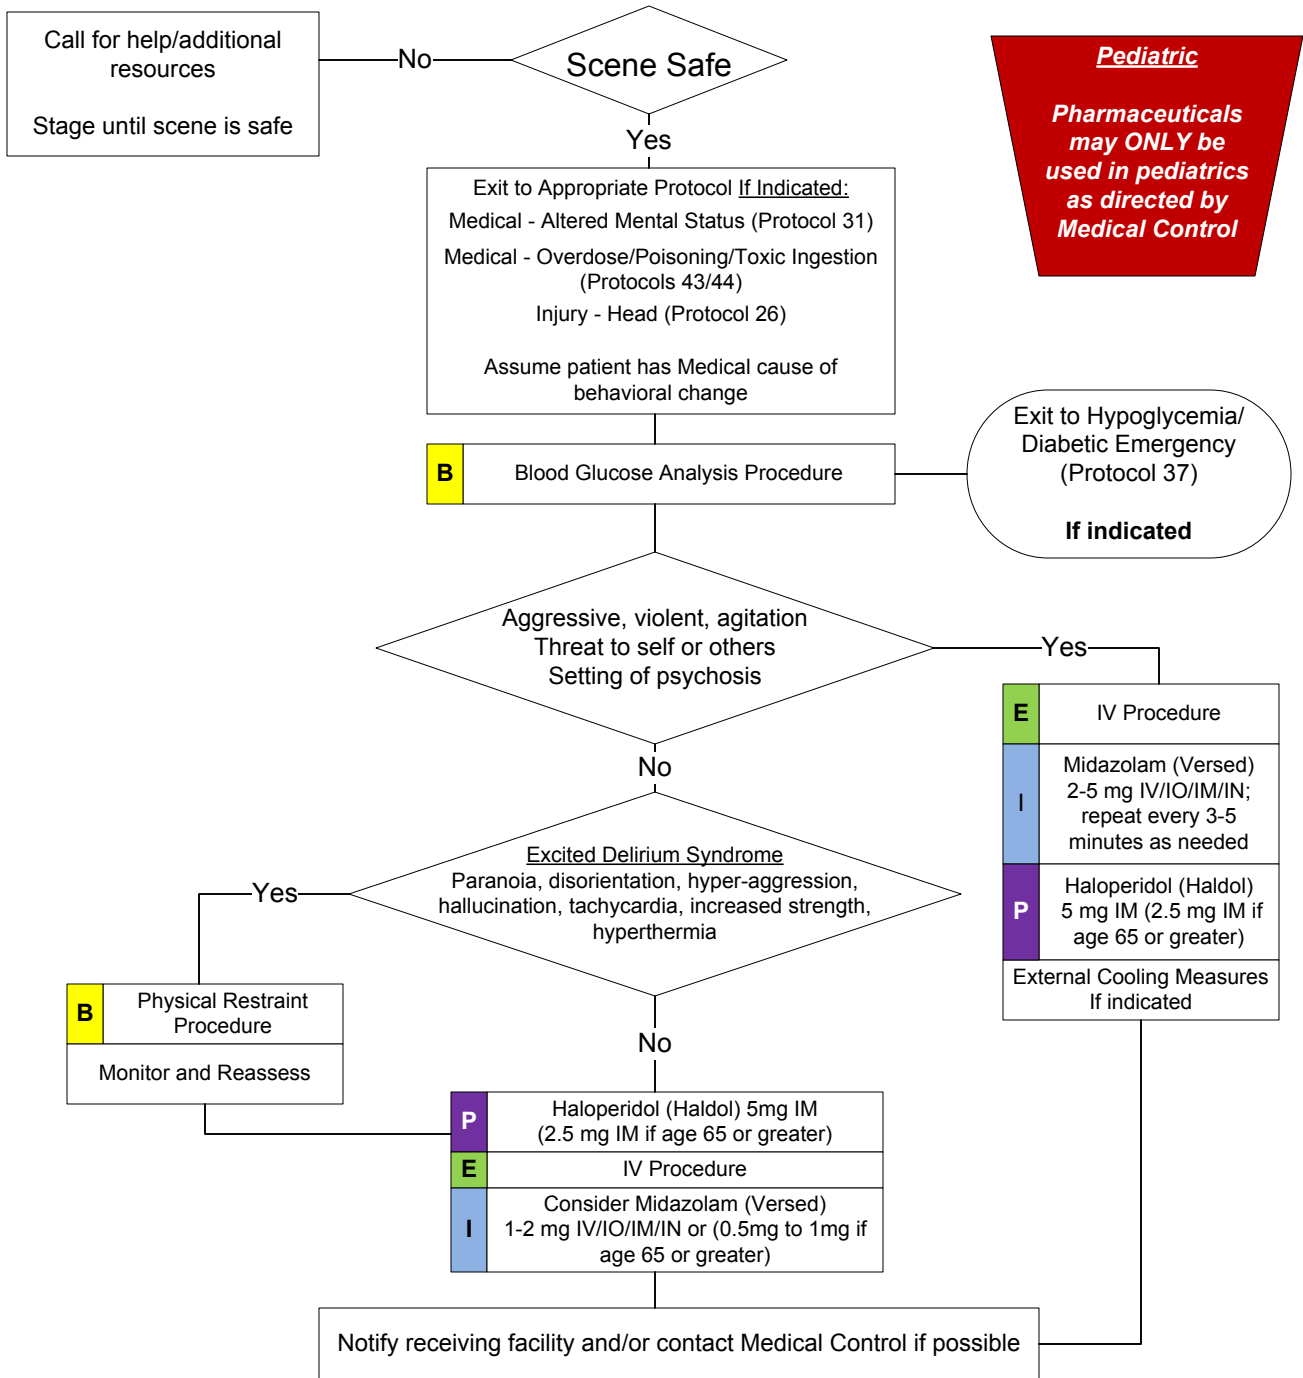 Call for help/additional
resources
Stage until scene is safe
No
Scene Safe
Yes
Pediatric
Pharmaceuticals
may ONLY be
used in pediatrics
as directed by
Medical Control
Exit to Appropriate Protocol If Indicated:
Medical - Altered Mental Status (Protocol 31)
Medical - Overdose/Poisoning/Toxic Ingestion
(Protocols 43/44)
Injury - Head (Protocol 26)
Assume patient has Medical cause of
behavioral change
B
Blood Glucose Analysis Procedure
Exit to Hypoglycemia/
Diabetic Emergency
(Protocol 37)
If indicated
Aggressive, violent, agitation
Threat to self or others
Setting of psychosis
Yes
E
IV Procedure
I
Midazolam (Versed)
2-5 mg IV/IO/IM/IN;
repeat every 3-5
minutes as needed
P
Haloperidol (Haldol)
5 mg IM (2.5 mg IM if
age 65 or greater)
External Cooling Measures
If indicated
No
Excited Delirium Syndrome
Paranoia, disorientation, hyper-aggression,
hallucination, tachycardia, increased strength,
hyperthermia
Yes
B
Physical Restraint
Procedure
Monitor and Reassess
No
P
Haloperidol (Haldol) 5mg IM
(2.5 mg IM if age 65 or greater)
E
IV Procedure
I
Consider Midazolam (Versed)
1-2 mg IV/IO/IM/IN or (0.5mg to 1mg if
age 65 or greater)
Notify receiving facility and/or contact Medical Control if possible